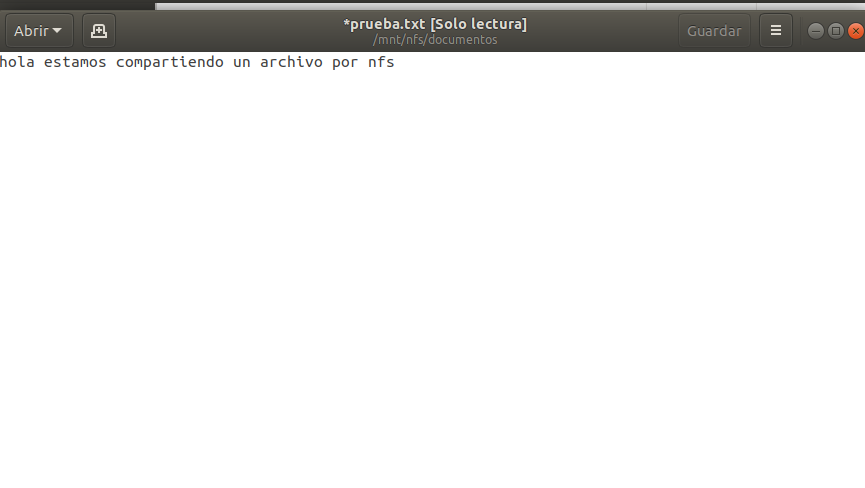 Abrir
*prueba.txt [Solo lectura]
/mnt/nfs/documentos
Guardar
hola estamos compartiendo un archivo por nfs